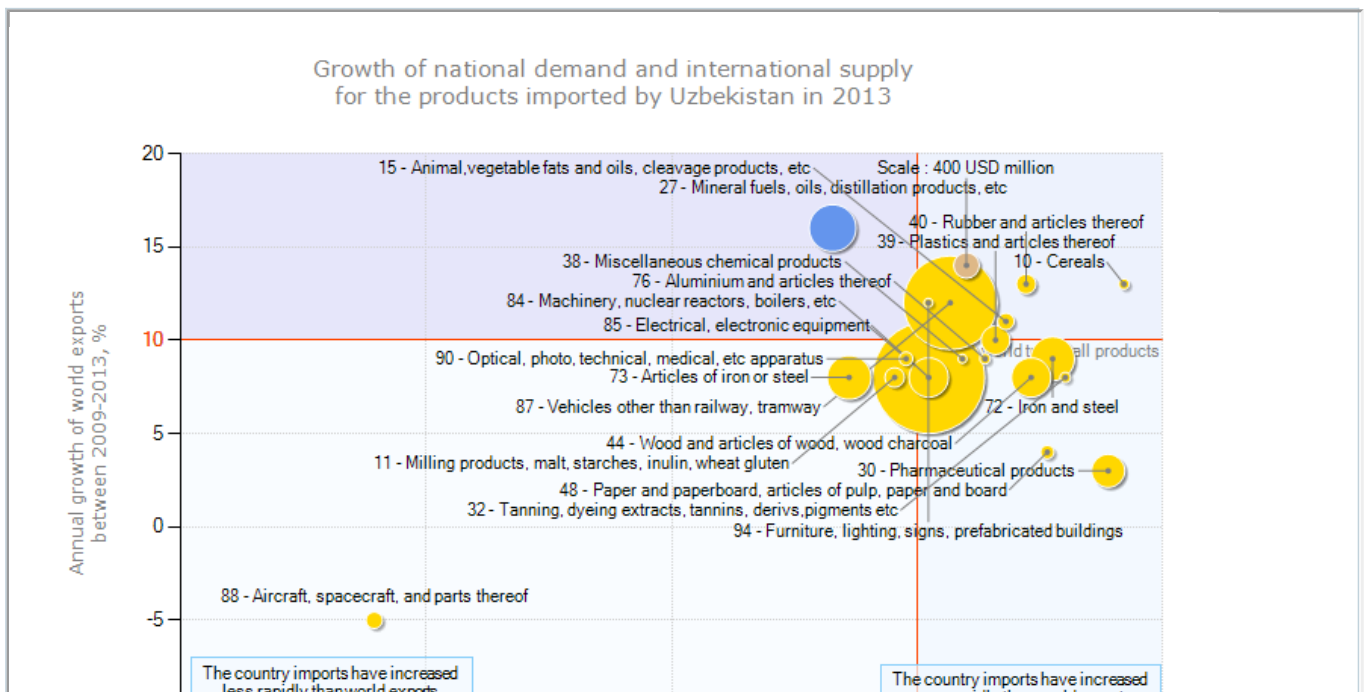 Growth of national demand and international supply
for the products imported by Uzbekistan in 2013
Annual growth of world exports
between 2009-2013, %
20
15
10
5
0
-5
15 - Animal,vegetable fats and oils, cleavage products, etc
Scale : 400 USD million
27 - Mineral fuels, oils, distillation products, etc
40 - Rubber and articles thereof
39 - Plastics and articles thereof
38 - Miscellaneous chemical products
10 - Cereals
76 - Aluminium and articles thereof
84 - Machinery, nuclear reactors, boilers, etc
85 - Electrical, electronic equipment
all products
90 - Optical, photo, technical, medical, etc apparatus
73 - Articles of iron or steel
87 - Vehicles other than railway, tramway
72 - Iron and steel
44 - Wood and articles of wood, wood charcoal
11 - Milling products, malt, starches, inulin, wheat gluten
30 - Pharmaceutical products
48 - Paper and paperboard, articles of pulp, paper and board
32 - Tanning, dyeing extracts, tannins, derivs,pigments etc
94 - Furniture, lighting, signs, prefabricated buildings
88 - Aircraft, spacecraft, and parts thereof
The country imports have increased
less rapidly than world exports
The country imports have increased